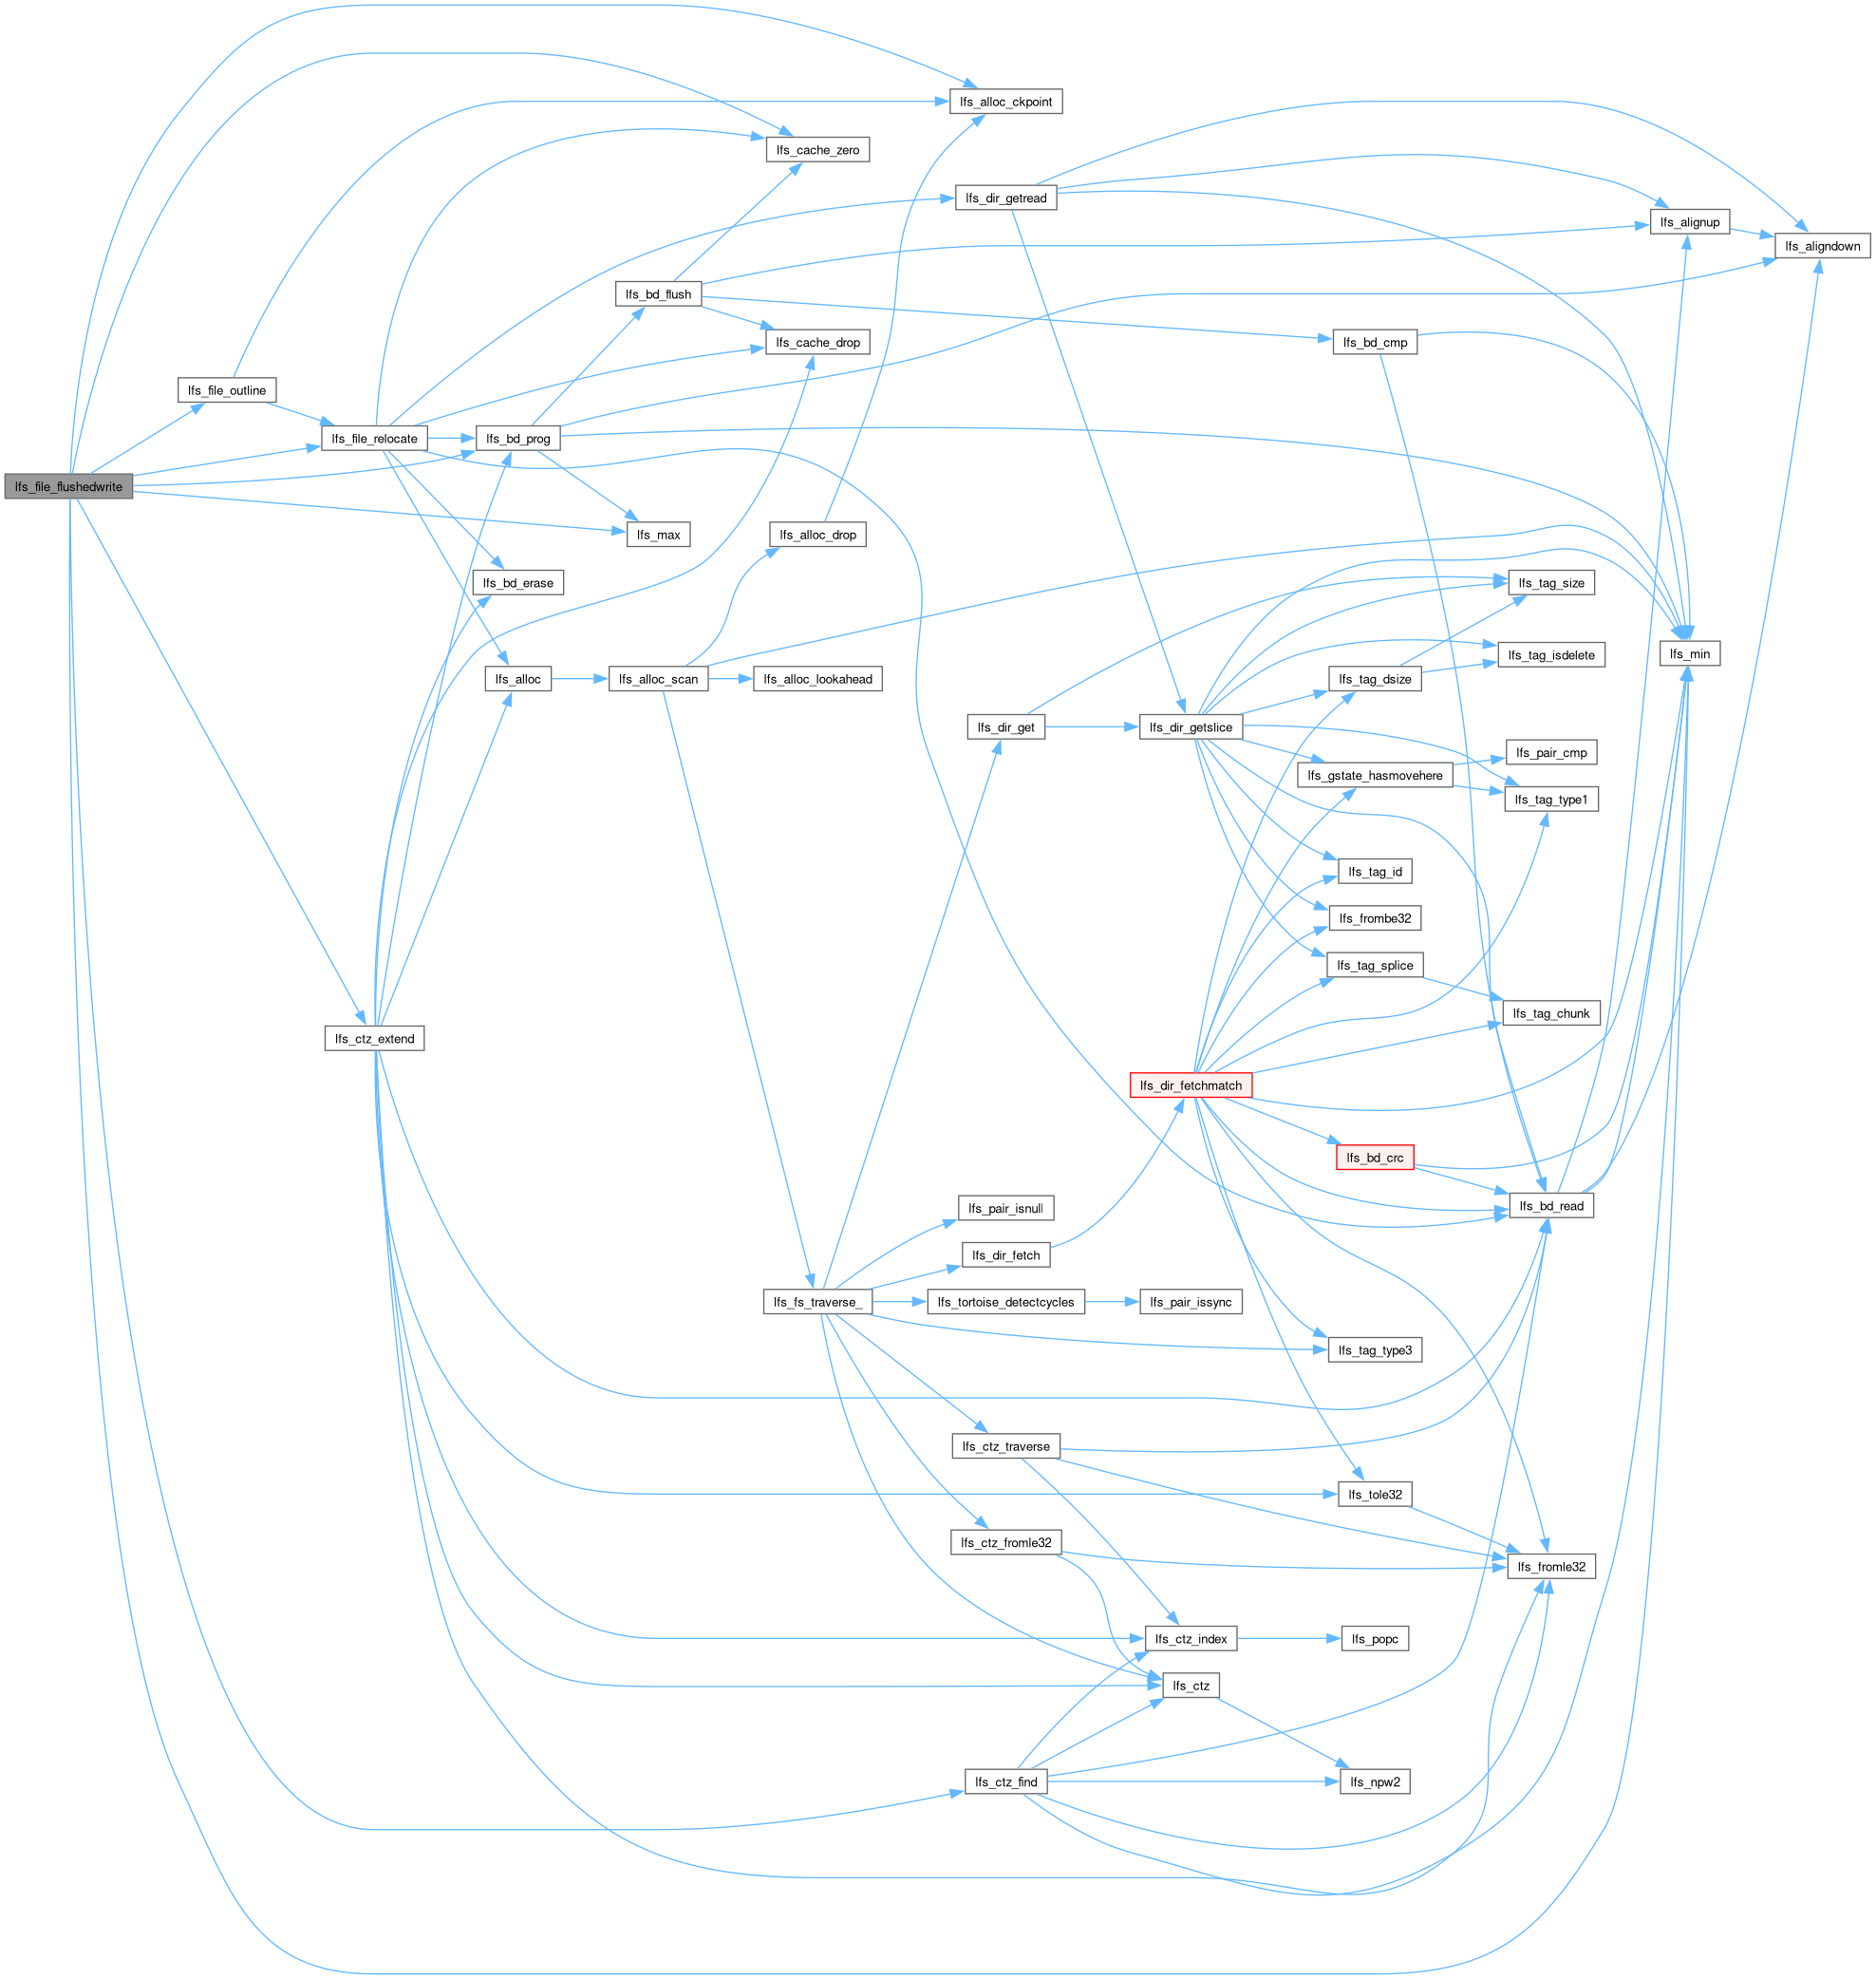 lfs_alloc_ckpoint
lfs_cache_zero
lfs_dir_getread
lfs_alignup
lfs_aligndown
lfs_bd_flush
lfs_cache_drop
lfs_bd_cmp
lfs_file_outline
lfs_file_relocate
lfs_bd_prog
lfs_file_flushedwrite
lfs_max
lfs_alloc_drop
lfs_bd_erase
lfs_tag_size
lfs_tag_isdelete
lfs_min
lfs_alloc
lfs_alloc_scan
lfs_alloc_lookahead
lfs_tag_dsize
lfs_dir_get
lfs_dir_getslice
lfs_pair_cmp
lfs_gstate_hasmovehere
lfs_tag_type1
lfs_tag_id
lfs_frombe32
lfs_tag_splice
lfs_tag_chunk
lfs_ctz_extend
lfs_dir_fetchmatch
lfs_bd_crc
lfs_bd_read
lfs_pair_isnull
lfs_dir_fetch
lfs_fs_traverse_
lfs_tortoise_detectcycles
lfs_pair_issync
lfs_tag_type3
lfs_ctz_traverse
lfs_tole32
lfs_ctz_fromle32
lfs_fromle32
lfs_ctz_index
lfs_popc
lfs_ctz
lfs_ctz_find
lfs_npw2